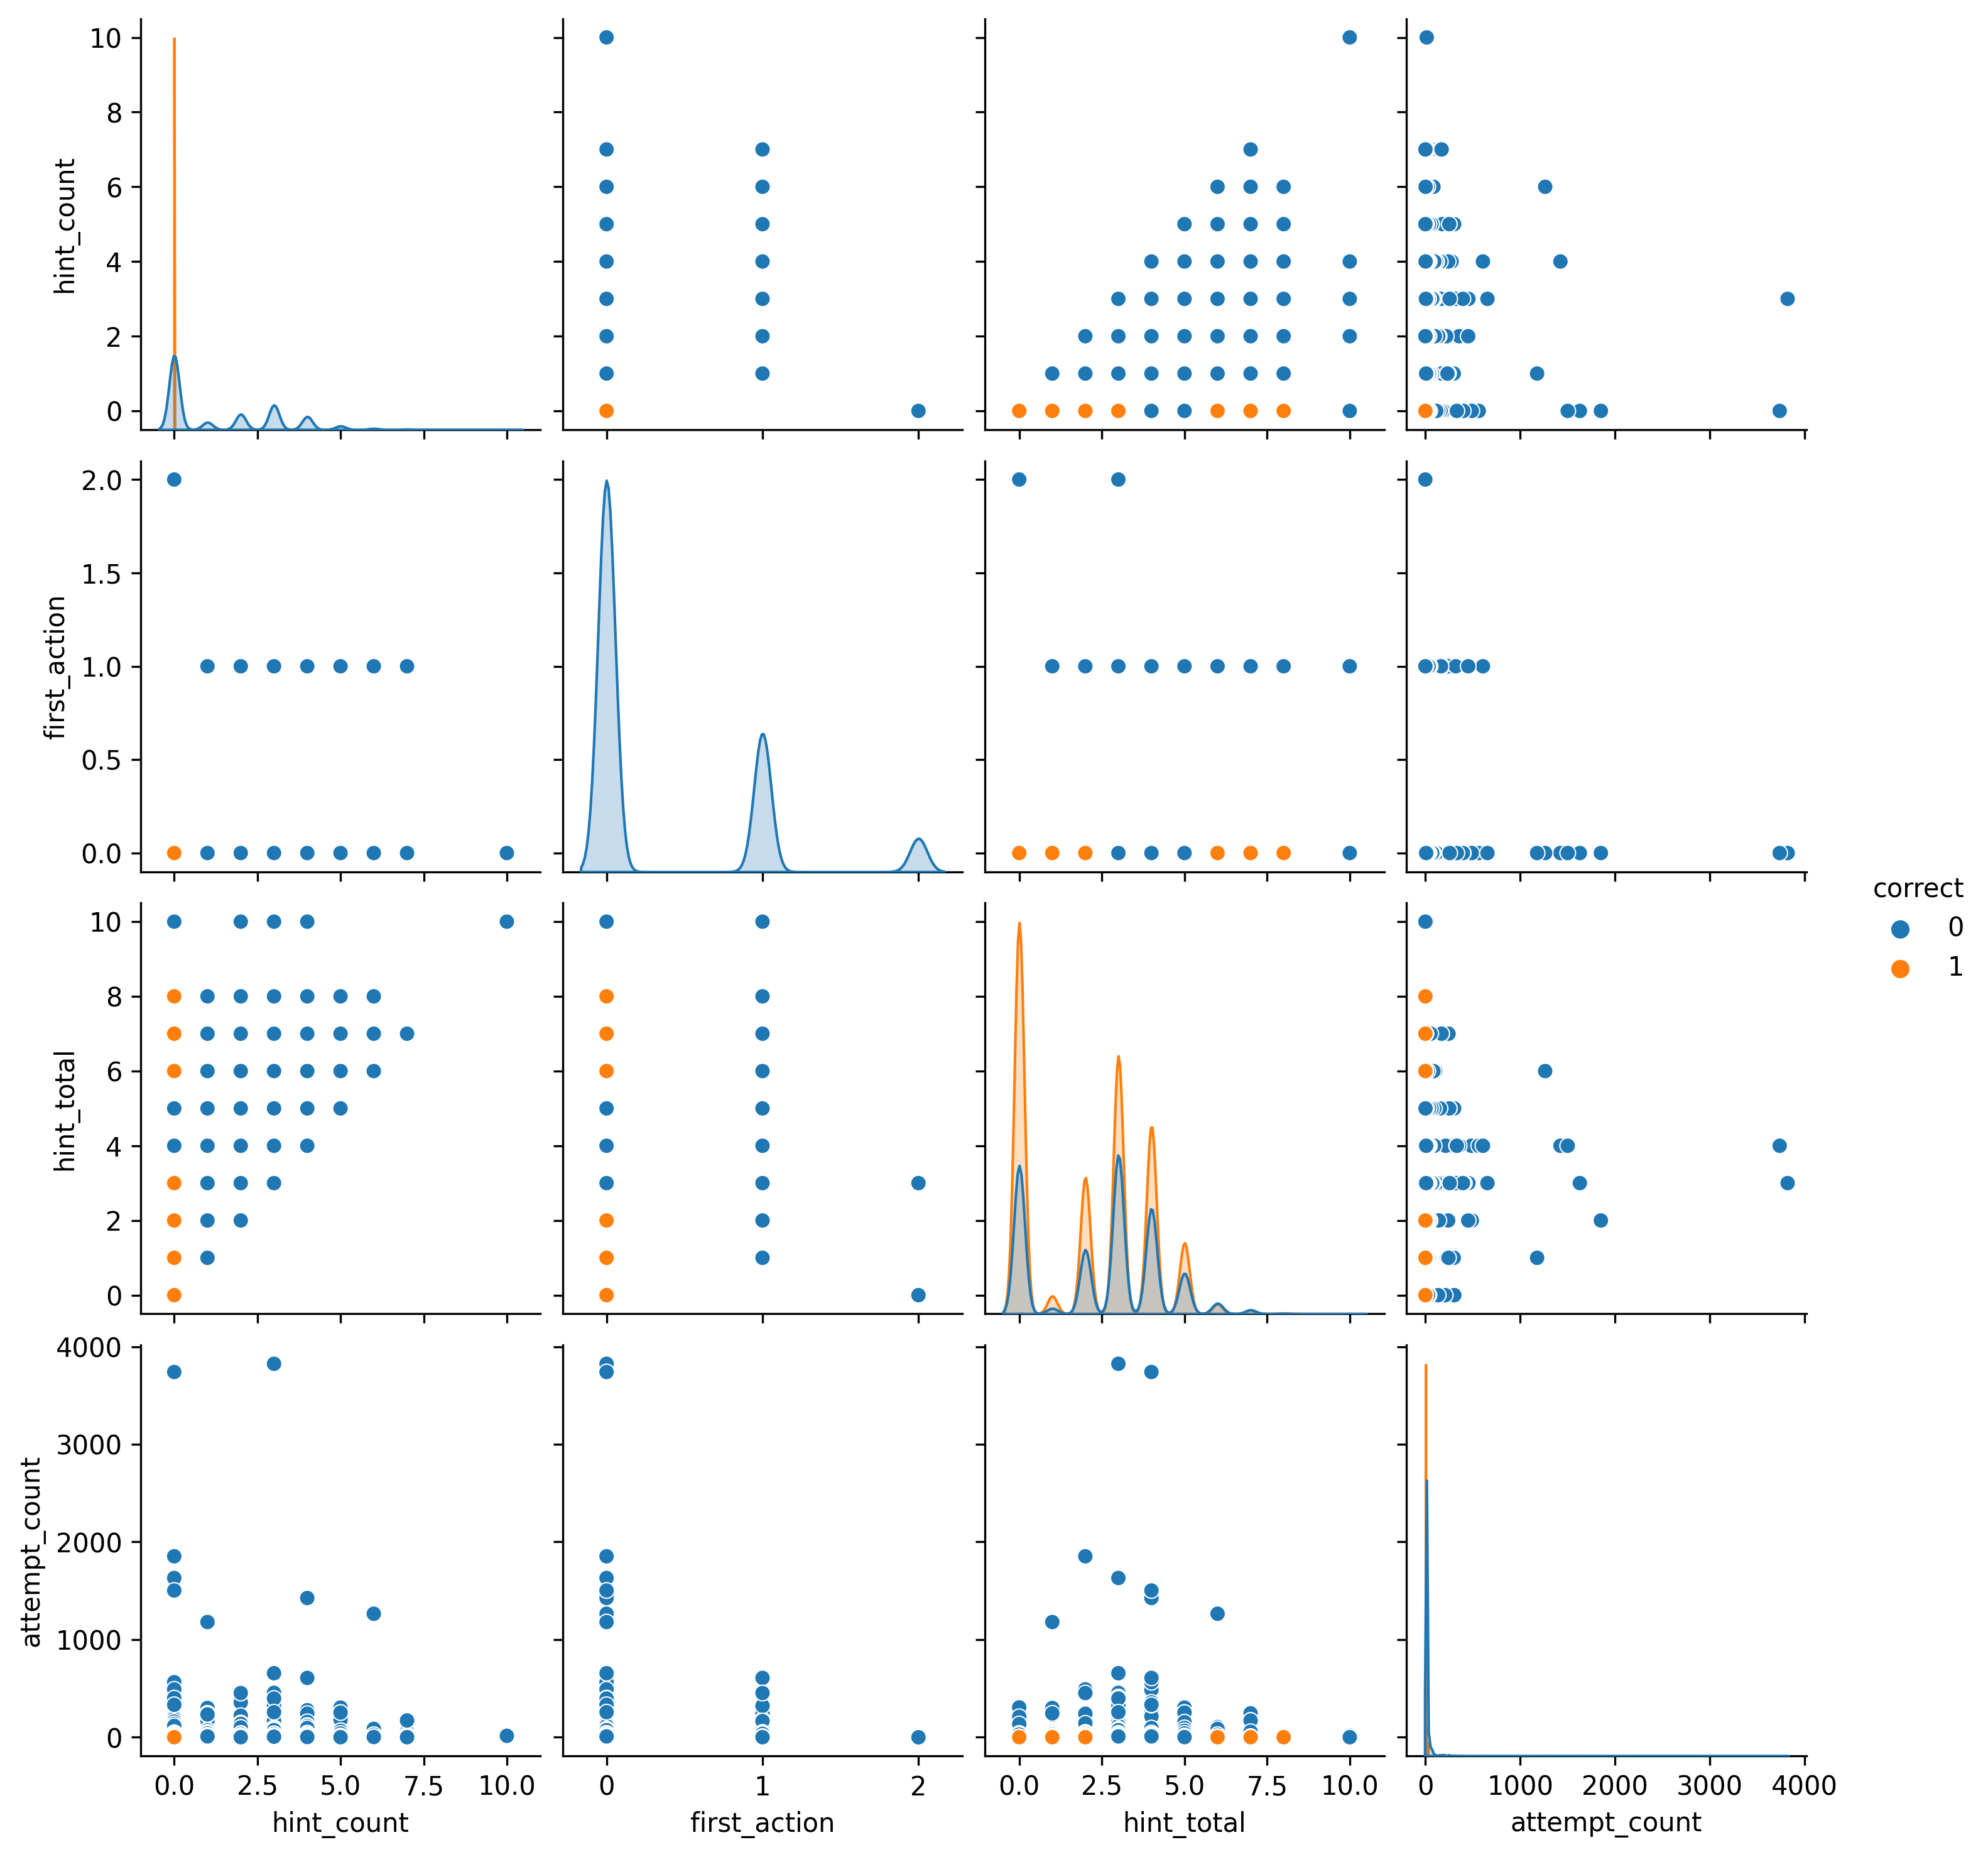 10
8
6
4
2
0
hint_count
2.0
1.5
1.0
0.5
0.0
first_action
correct
0
1
10
8
6
4
2
0
hint_total
4000
3000
2000
1000
0
attempt_count
0.0 2.5 5.0 7.5 10.0
hint_count
0 1 2
first_action
0.0 2.5 5.0 7.5 10.0
hint_total
0 1000 2000 3000 4000
attempt_count